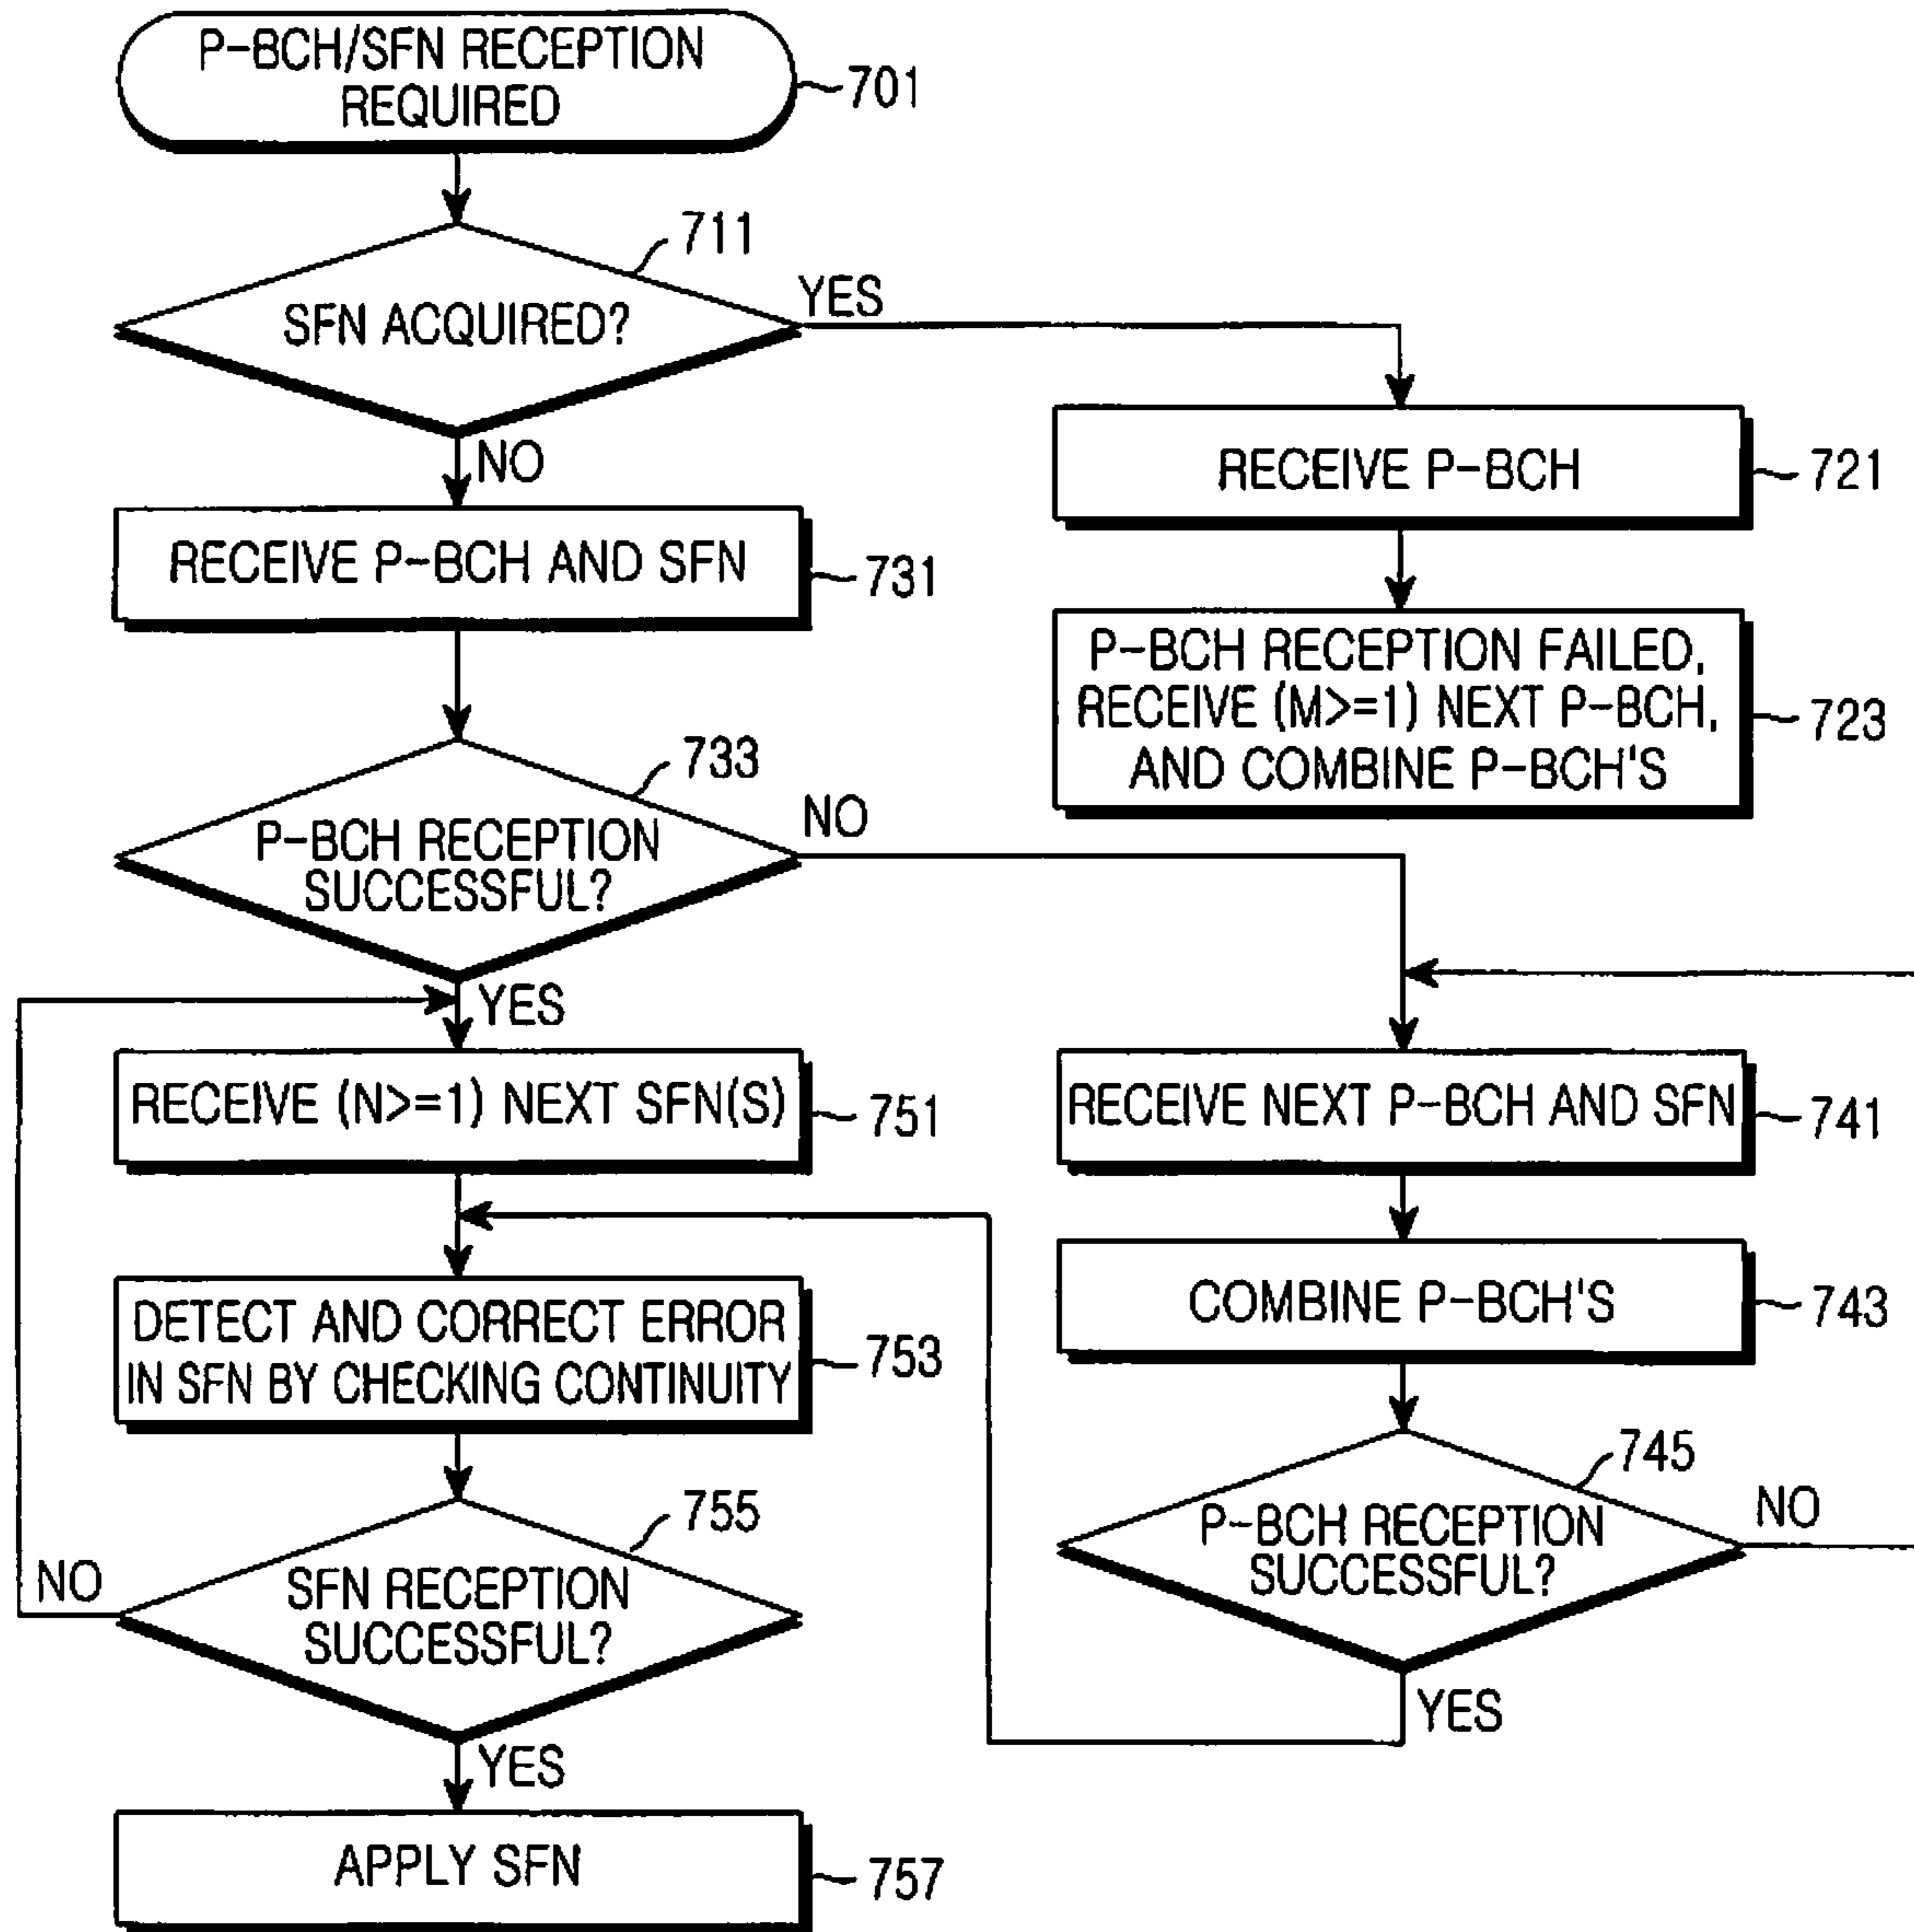 P-BCH/SFN RECEPTION
REQUIRED
701
711
SFN ACQUIRED?
YES
NO
RECEIVE P-BCH
721
RECEIVE P-BCH AND SFN
731
P-BCH RECEPTION FAILED,
RECEIVE (M>=1) NEXT P-BCH,
AND COMBINE P-BCH'S
723
733
P-BCH RECEPTION
SUCCESSFUL?
NO
YES
RECEIVE (N>=1) NEXT SFN(S)
751
RECEIVE NEXT P-BCH AND SFN
741
DETECT AND CORRECT ERROR
IN SFN BY CHECKING CONTINUITY
753
COMBINE P-BCH'S
743
745
P-BCH RECEPTION
SUCCESSFUL?
NO
YES
755
SFN RECEPTION
SUCCESSFUL?
NO
YES
APPLY SFN
757